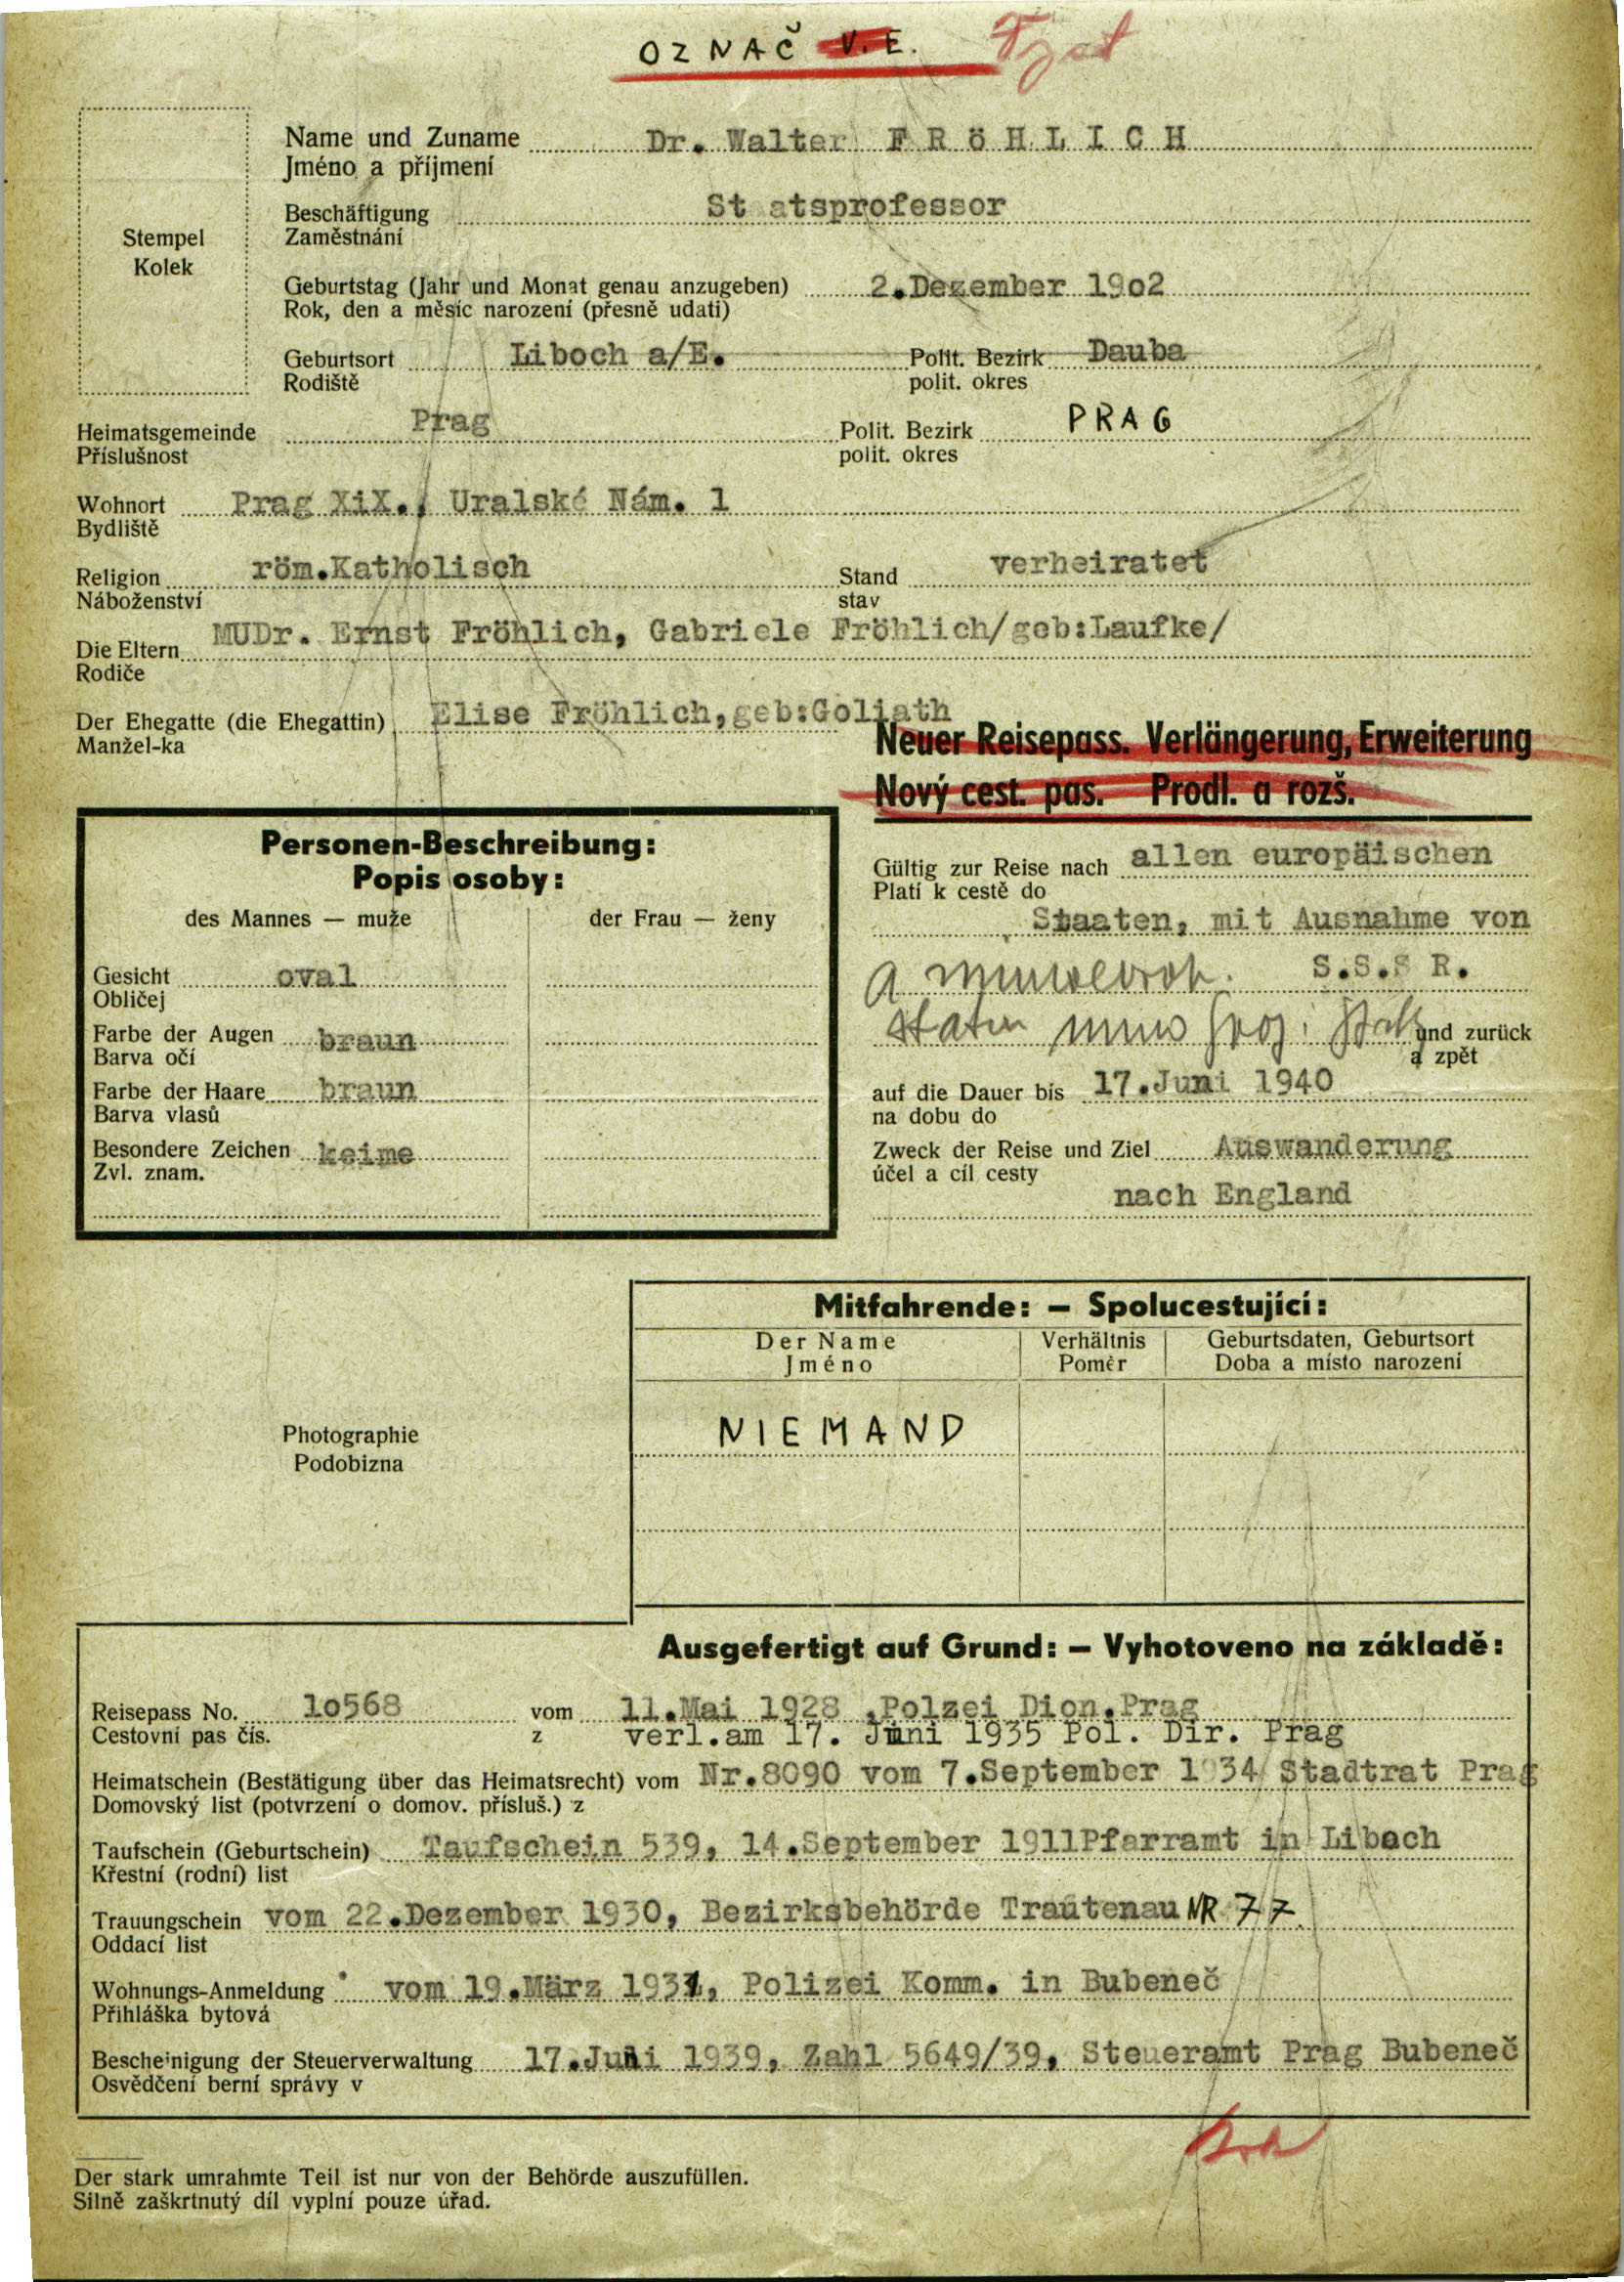 OZNAČ V.E.
Name und Zuname Dr. Walter FRöHLICH
Jméno a příjmení
Beschäftigung St atsprofessor
Zaměstnání
Stempel
Kolek
Geburtstag (Jahr und Monat genau anzugeben) 2.Dezember 19o2
Rok, den a měsíc narození (přesně udati)
Geburtsort Liboch a/E. Polit. Bezirk Dauba
Rodiště polit. okres
Heimatsgemeinde Prag Polit. Bezirk PRAG
Příslušnost polit. okres
Wohnort Prag XiX., Uralské Nám. 1
Bydliště
Religion röm.Katholisch Stand verheiratet
Náboženství stav
Die Eltern MUDr. Ernst Fröhlich, Gabriele Fröhlich/geb:Laufke/
Rodiče
Der Ehegatte (die Ehegattin) Elise Fröhlich,geb:Goliath
Manžel-ka
Neuer Reisepass. Verlängerung, Erweiterung
Nový cest. pas. Prodl. a rozš.
Personen-Beschreibung:
Popis osoby:
des Mannes — muže der Frau — ženy
Gesicht oval
Obličej
Farbe der Augen braun
Barva očí
Farbe der Haare braun
Barva vlasů
Besondere Zeichen keine
Zvl. znam.
Gültig zur Reise nach allen europäischen
Platí k cestě do
Staaten, mit Ausnahme von
S.S.S R.
und zurück
a zpět
auf die Dauer bis 17.Juni 1940
na dobu do
Zweck der Reise und Ziel Auswanderung
účel a cíl cesty
nach England
Mitfahrende: — Spolucestující:
Der Name Verhältnis Geburtsdaten, Geburtsort
Jméno Poměr Doba a místo narození
NIEMAND
Photographie
Podobizna
Ausgefertigt auf Grund: — Vyhotoveno na základě:
Reisepass No. 1o568 vom 11.Mai 1928 ,Polzei Dion.Prag
Cestovní pas čís. z verl.am 17. Juni 1935 Pol. Dir. Prag
Heimatschein (Bestätigung über das Heimatsrecht) vom Nr.8090 vom 7.September 1934/ Stadtrat Prag
Domovský list (potvrzení o domov. přísluš.) z
Taufschein (Geburtschein) Taufschein 539, 14.September 1911Pfarramt in Liboch
Křestní (rodní) list
Trauungschein vom 22.Dezember 1930, Bezirksbehörde Trautenau NR 77
Oddací list
Wohnungs-Anmeldung vom 19.März 1931, Polizei Komm. in Bubeneč
Přihláška bytová
Bescheinigung der Steuerverwaltung 17.Juni 1939, Zahl 5649/39, Steueramt Prag Bubeneč
Osvědčení berní správy v
Der stark umrahmte Teil ist nur von der Behörde auszufüllen.
Silně zaškrtnutý díl vyplní pouze úřad.